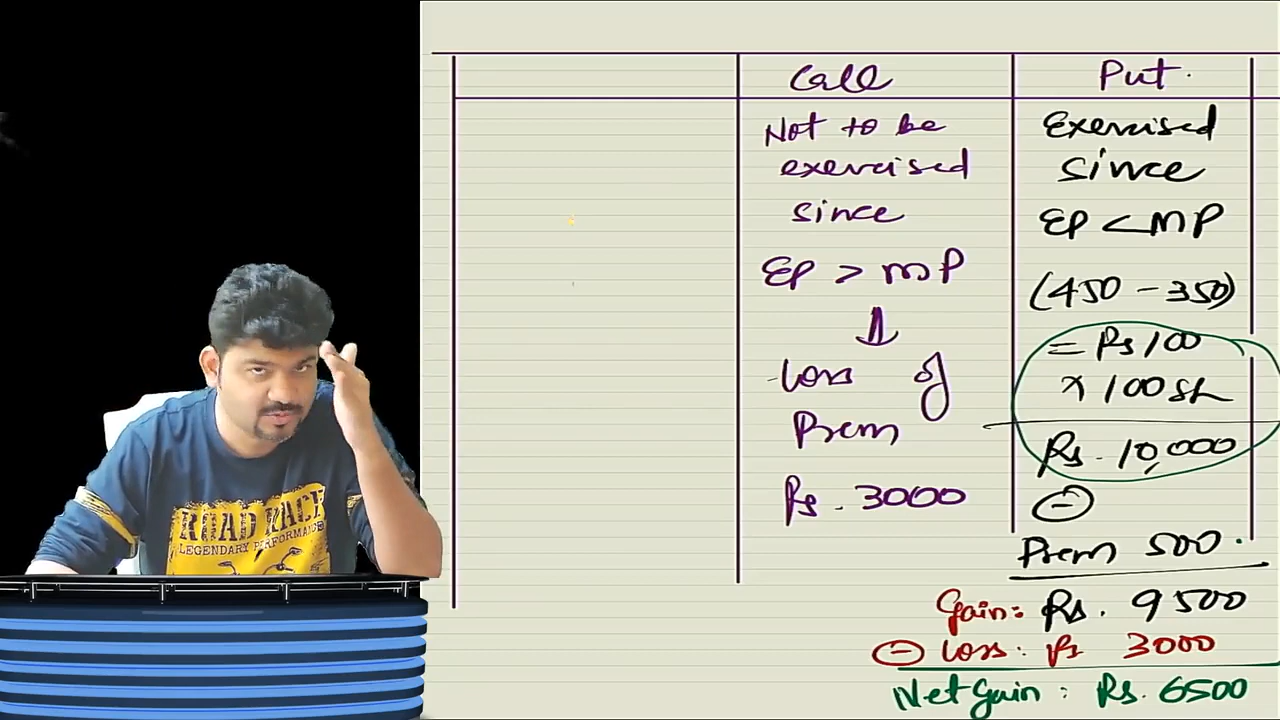 Call
Not to be
exercised
since
EP > MP
Loss of
Prem
Rs. 3000
Put.
Exercised
since
EP < MP
(450 - 350)
= Rs 100
x 100 sh
Rs. 10,000
-
Prem 500.
Gain: Rs. 9500
- Loss: Rs 3000
Net Gain: Rs. 6500
ROAD RACE
LEGENDARY PERFORMANCE